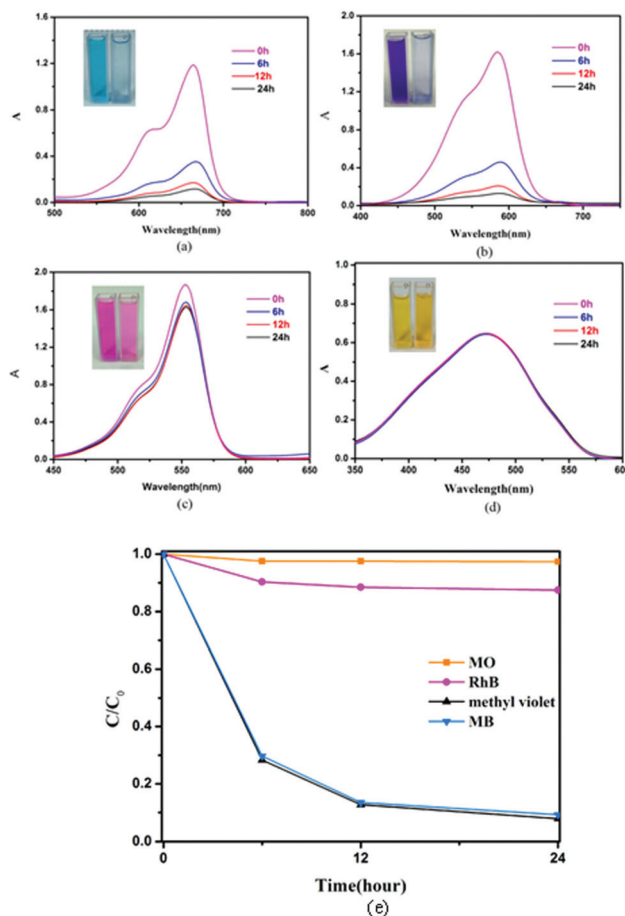 1.6
1.2
0.8
0.4
0.0
A
0h
6h
12h
24h
500 600 700 800
Wavelength(nm)
(a)
2.0
1.6
1.2
0.8
0.4
0.0
A
0h
6h
12h
24h
400 500 600 700
Wavelength(nm)
(b)
2.0
1.6
1.2
0.8
0.4
0.0
A
0h
6h
12h
24h
450 500 550 600 650
Wavelength(nm)
(c)
1.0
0.8
0.6
0.4
0.2
0.0
A
0h
6h
12h
24h
350 400 450 500 550 600
Wavelength(nm)
(d)
1.0
0.8
0.6
0.4
0.2
0.0
C/C₀
MO
RhB
methyl violet
MB
0 12 24
Time(hour)
(e)